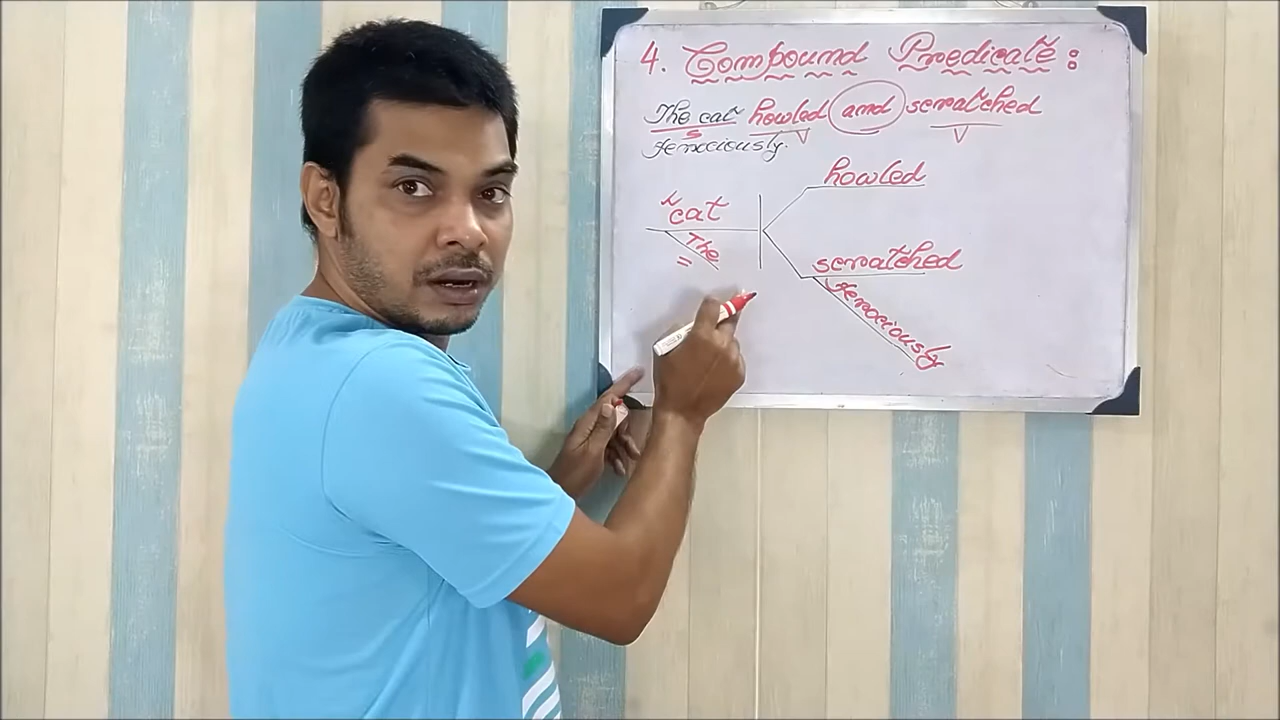 4. Compound Predicate :
The cat howled and scratched
S V V
ferociously.
howled
cat
The
scratched
ferociously